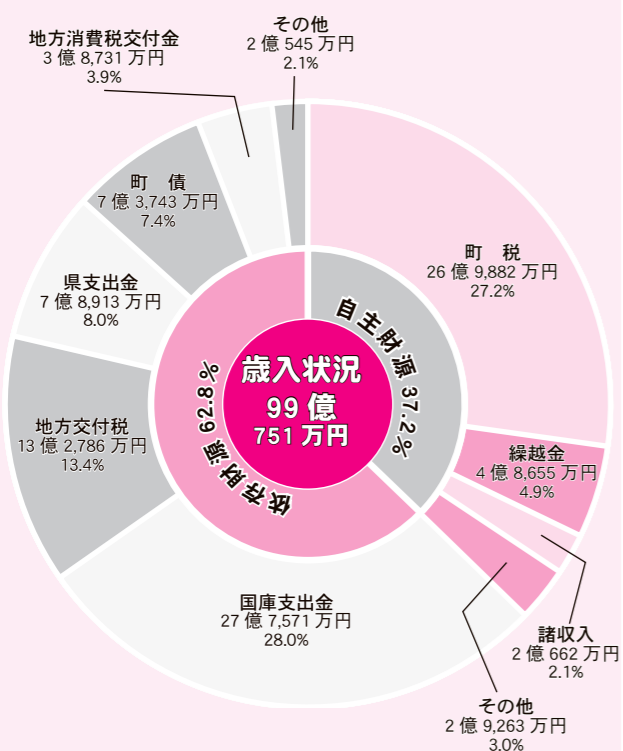 歳入状況
99 億
751 万円
自主財源 37.2%
依存財源 62.8%
町 税
26 億 9,882 万円
27.2%
繰越金
4 億 8,655 万円
4.9%
諸収入
2 億 662 万円
2.1%
その他
2 億 9,263 万円
3.0%
国庫支出金
27 億 7,571 万円
28.0%
地方交付税
13 億 2,786 万円
13.4%
県支出金
7 億 8,913 万円
8.0%
町 債
7 億 3,743 万円
7.4%
地方消費税交付金
3 億 8,731 万円
3.9%
その他
2 億 545 万円
2.1%